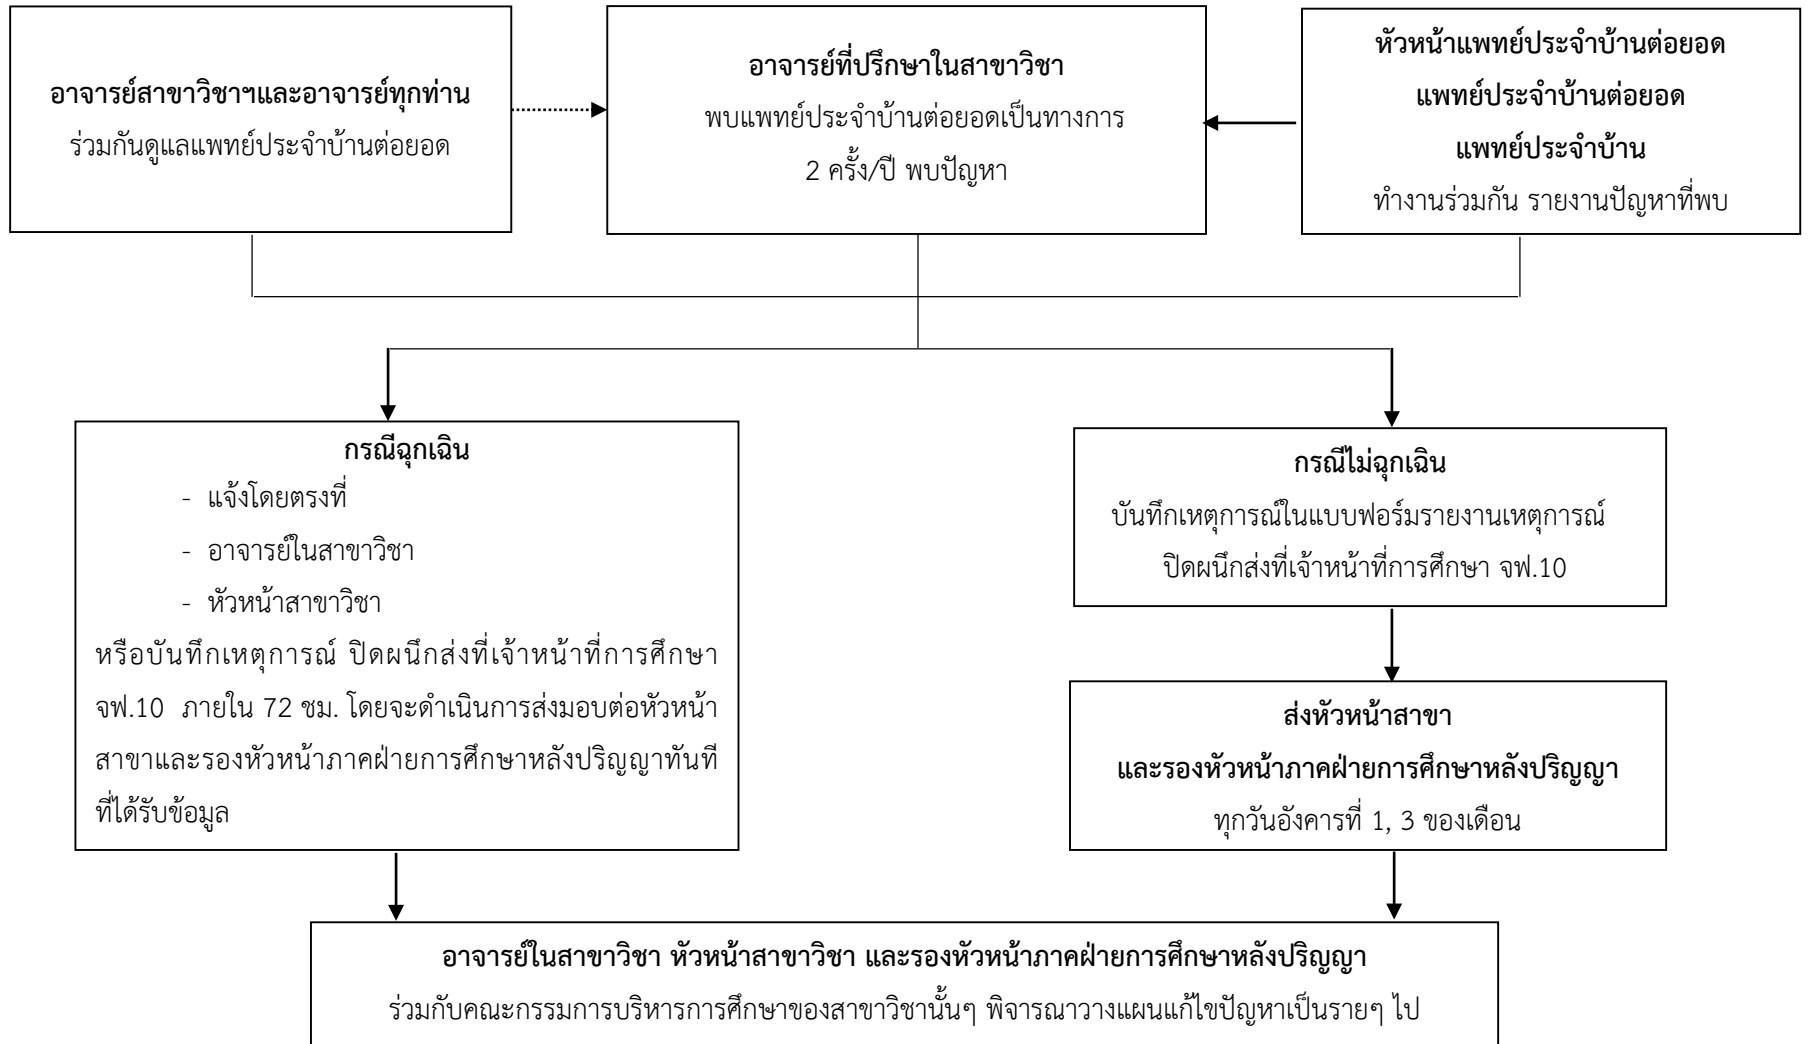 อาจารย์สาขาวิชาฯและอาจารย์ทุกท่าน
ร่วมกันดูแลแพทย์ประจำบ้านต่อยอด
อาจารย์ที่ปรึกษาในสาขาวิชา
พบแพทย์ประจำบ้านต่อยอดเป็นทางการ
2 ครั้ง/ปี พบปัญหา
หัวหน้าแพทย์ประจำบ้านต่อยอด
แพทย์ประจำบ้านต่อยอด
แพทย์ประจำบ้าน
ทำงานร่วมกัน รายงานปัญหาที่พบ
กรณีฉุกเฉิน
- แจ้งโดยตรงที่
- อาจารย์ในสาขาวิชา
- หัวหน้าสาขาวิชา
หรือบันทึกเหตุการณ์ ปิดผนึกส่งที่เจ้าหน้าที่การศึกษา
จฟ.10 ภายใน 72 ชม. โดยจะดำเนินการส่งมอบต่อหัวหน้า
สาขาและรองหัวหน้าภาคฝ่ายการศึกษาหลังปริญญาทันที
ที่ได้รับข้อมูล
กรณีไม่ฉุกเฉิน
บันทึกเหตุการณ์ในแบบฟอร์มรายงานเหตุการณ์
ปิดผนึกส่งที่เจ้าหน้าที่การศึกษา จฟ.10
ส่งหัวหน้าสาขา
และรองหัวหน้าภาคฝ่ายการศึกษาหลังปริญญา
ทุกวันอังคารที่ 1, 3 ของเดือน
อาจารย์ในสาขาวิชา หัวหน้าสาขาวิชา และรองหัวหน้าภาคฝ่ายการศึกษาหลังปริญญา
ร่วมกับคณะกรรมการบริหารการศึกษาของสาขาวิชานั้นๆ พิจารณาวางแผนแก้ไขปัญหาเป็นรายๆ ไป